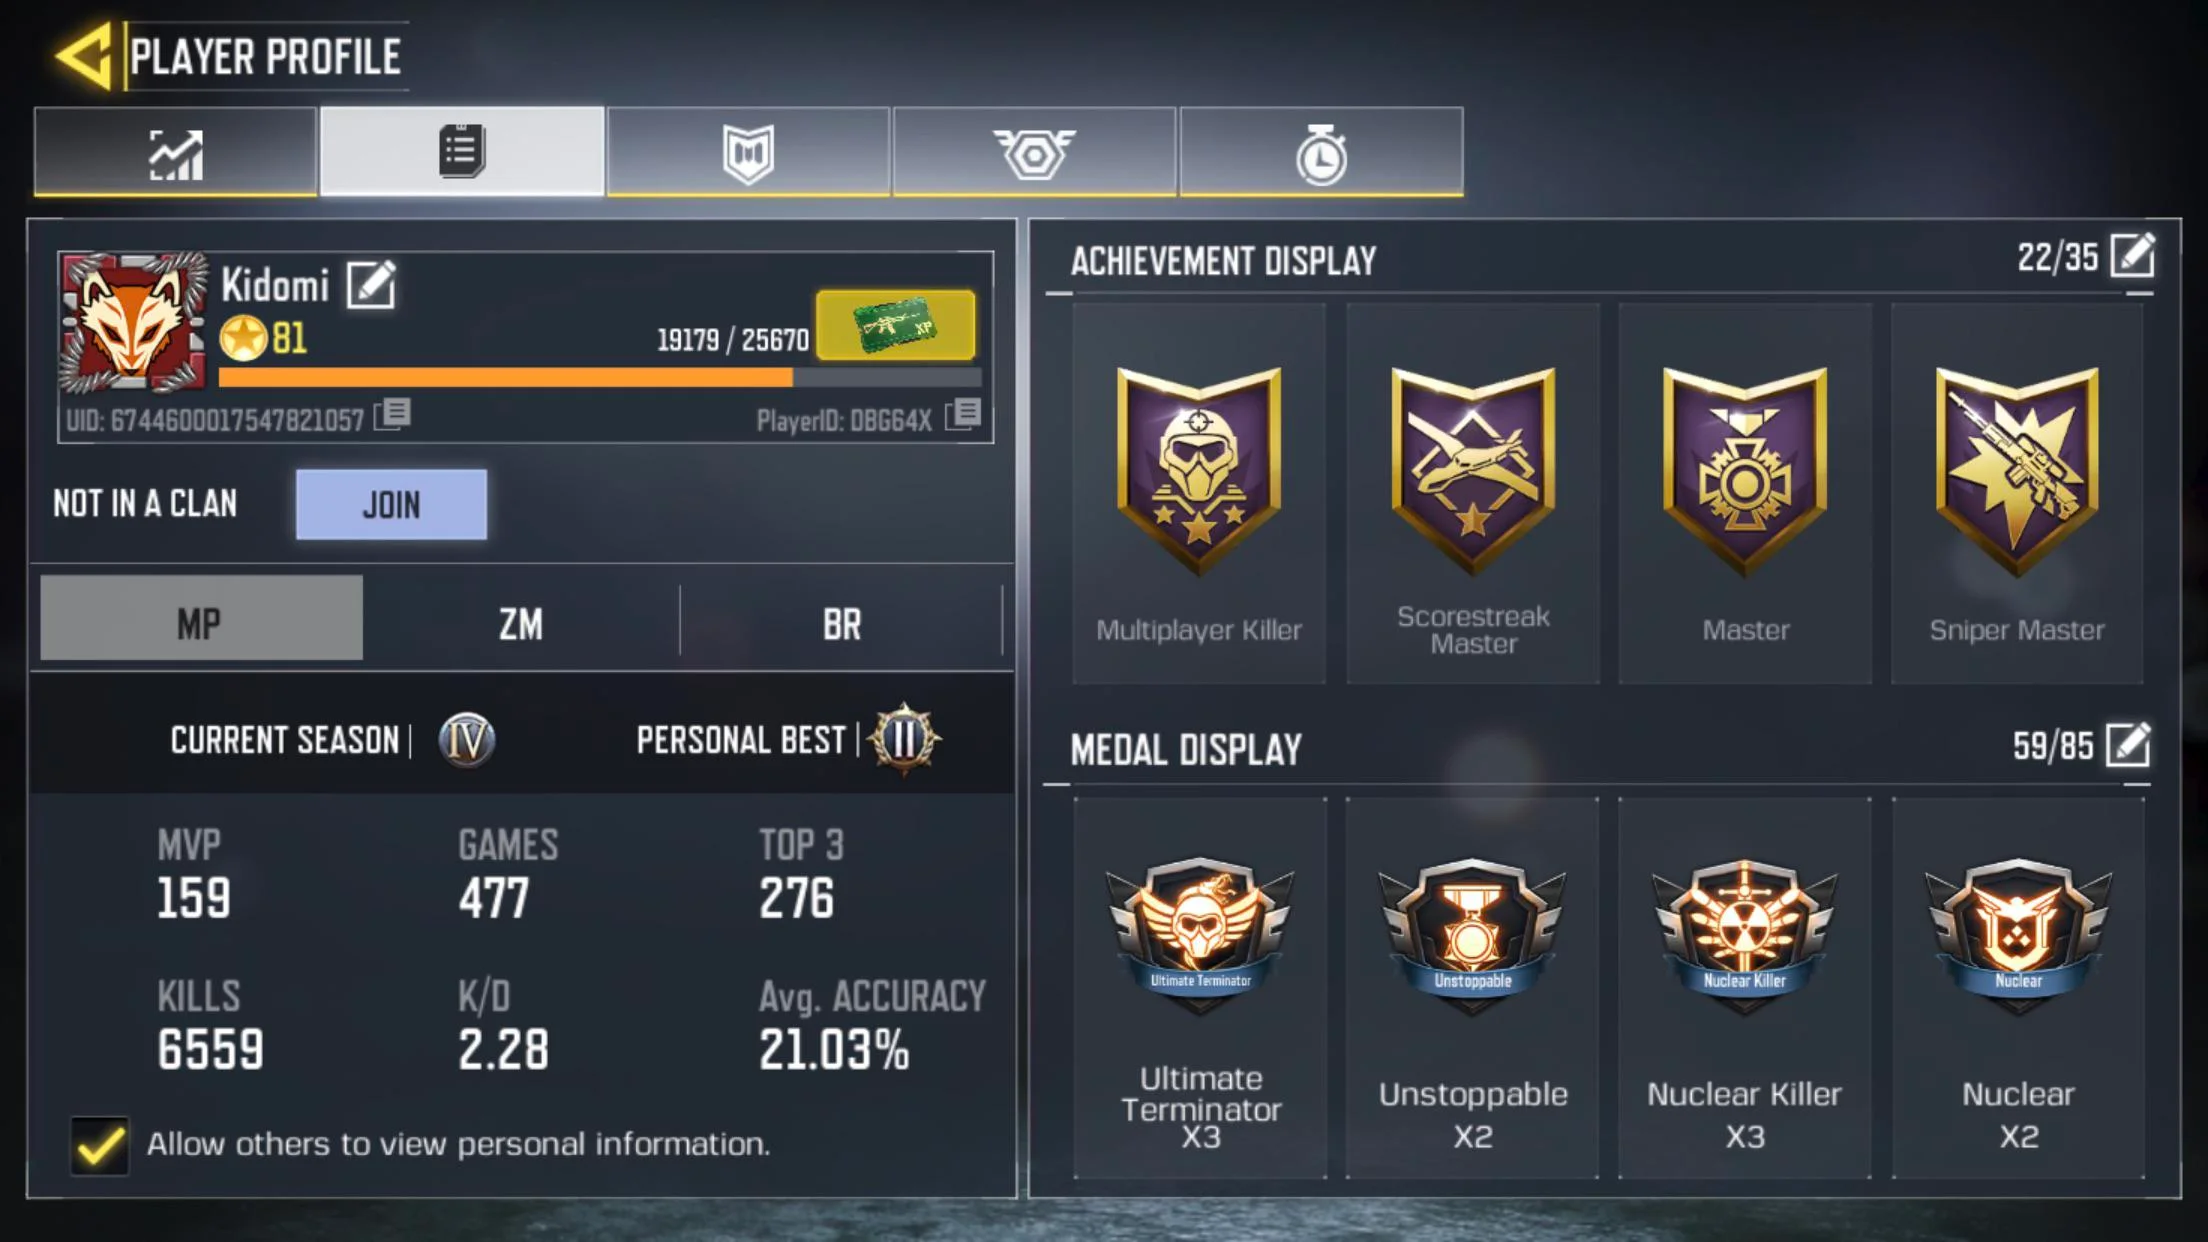 PLAYER PROFILE
Kidomi
81
19179 / 25670
XP
UID: 6744600017547821057
PlayerID: DBG64X
NOT IN A CLAN
JOIN
MP
ZM
BR
CURRENT SEASON
IV
PERSONAL BEST
II
MVP
GAMES
TOP 3
159
477
276
KILLS
K/D
Avg. ACCURACY
6559
2.28
21.03%
Allow others to view personal information.
ACHIEVEMENT DISPLAY
22/35
Multiplayer Killer
Scorestreak
Master
Master
Sniper Master
MEDAL DISPLAY
59/85
Ultimate Terminator
Unstoppable
Nuclear Killer
Nuclear
Ultimate
Terminator
X3
Unstoppable
X2
Nuclear Killer
X3
Nuclear
X2